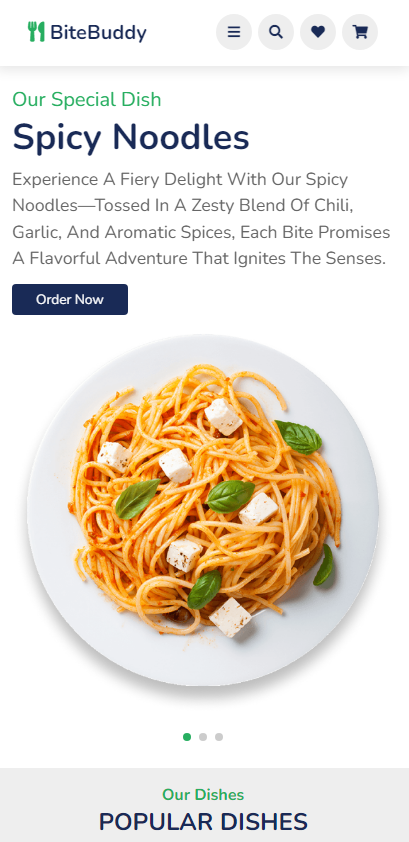 BiteBuddy
Our Special Dish
Spicy Noodles
Experience A Fiery Delight With Our Spicy
Noodles—Tossed In A Zesty Blend Of Chili,
Garlic, And Aromatic Spices, Each Bite Promises
A Flavorful Adventure That Ignites The Senses.
Order Now
Our Dishes
POPULAR DISHES